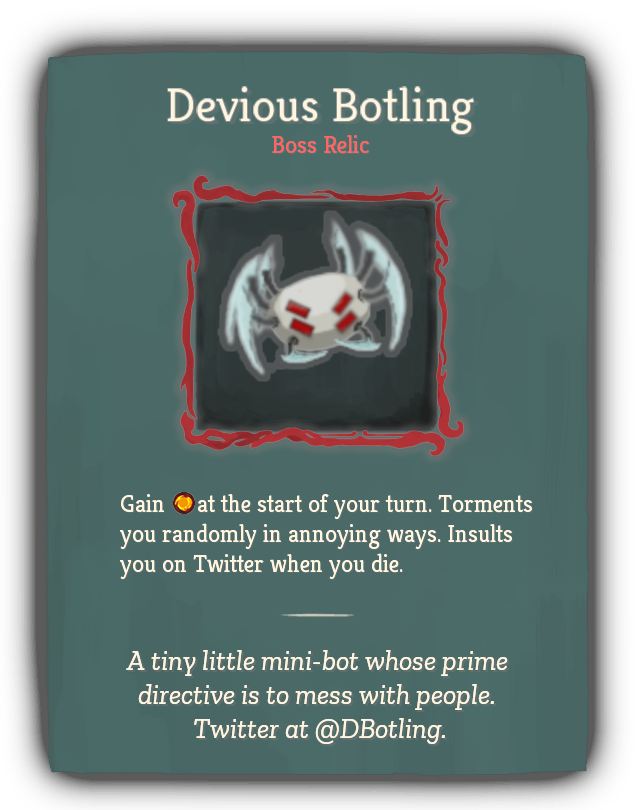 Devious Botling
Boss Relic
Gain at the start of your turn. Torments
you randomly in annoying ways. Insults
you on Twitter when you die.
A tiny little mini-bot whose prime
directive is to mess with people.
Twitter at @DBotling.